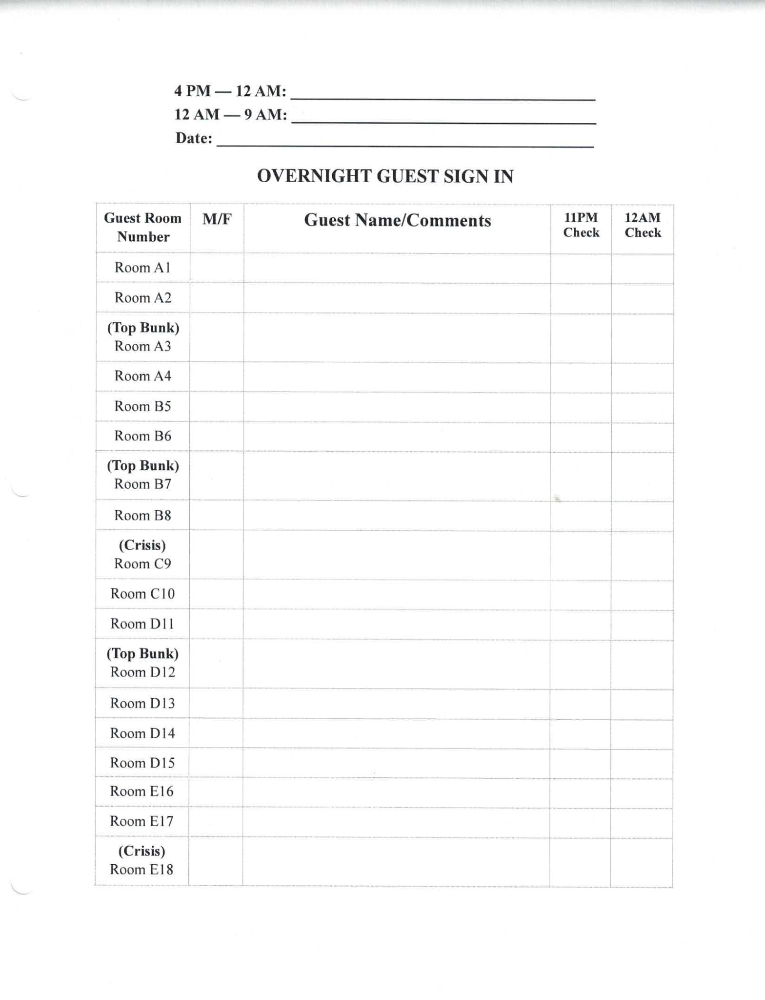 4 PM — 12 AM:
12 AM — 9 AM:
Date:
OVERNIGHT GUEST SIGN IN
Guest Room Number M/F Guest Name/Comments 11PM Check 12AM Check
Room A1
Room A2
(Top Bunk)
Room A3
Room A4
Room B5
Room B6
(Top Bunk)
Room B7
Room B8
(Crisis)
Room C9
Room C10
Room D11
(Top Bunk)
Room D12
Room D13
Room D14
Room D15
Room E16
Room E17
(Crisis)
Room E18